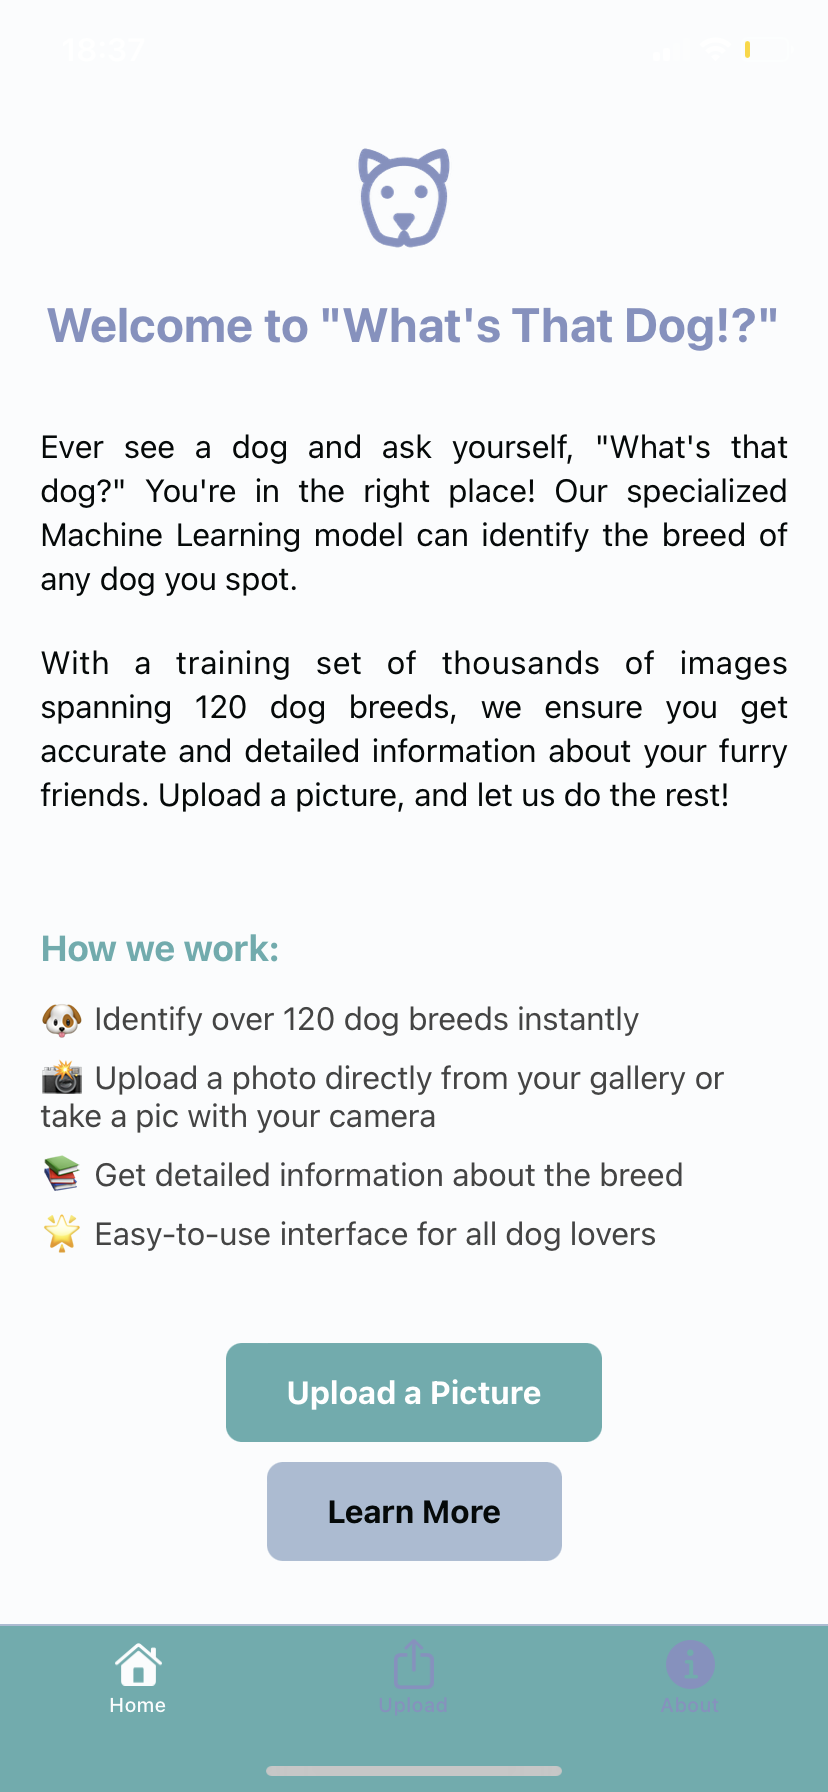 18:37
Welcome to "What's That Dog!?"
Ever see a dog and ask yourself, "What's that
dog?" You're in the right place! Our specialized
Machine Learning model can identify the breed of
any dog you spot.
With a training set of thousands of images
spanning 120 dog breeds, we ensure you get
accurate and detailed information about your furry
friends. Upload a picture, and let us do the rest!
How we work:
🐶 Identify over 120 dog breeds instantly
📸 Upload a photo directly from your gallery or
take a pic with your camera
📚 Get detailed information about the breed
🌟 Easy-to-use interface for all dog lovers
Upload a Picture
Learn More
Home
Upload
About